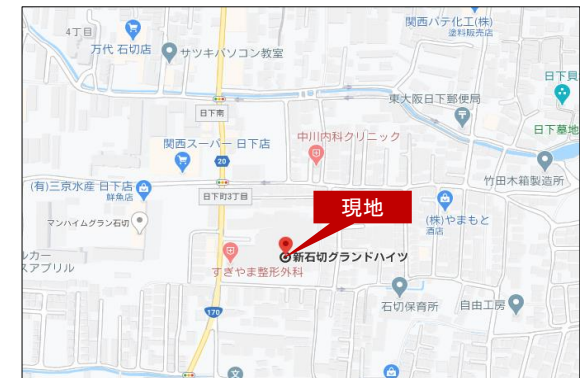 関西パテ化工(株)
塗料販売店
4丁目
万代 石切店
サツキパソコン教室
日下貝
東大阪日下郵便局
日下南
関西スーパー 日下店
中川内科クリニック
日下墓地
20
竹田木箱製造所
(有)三京水産 日下店
鮮魚店
日下町3丁目
現地
(株)やまもと
酒店
マンハイムグラン石切
新石切グランドハイツ
ルカー
スアプリル
すぎやま整形外科
石切保育所
自由工房
170
文